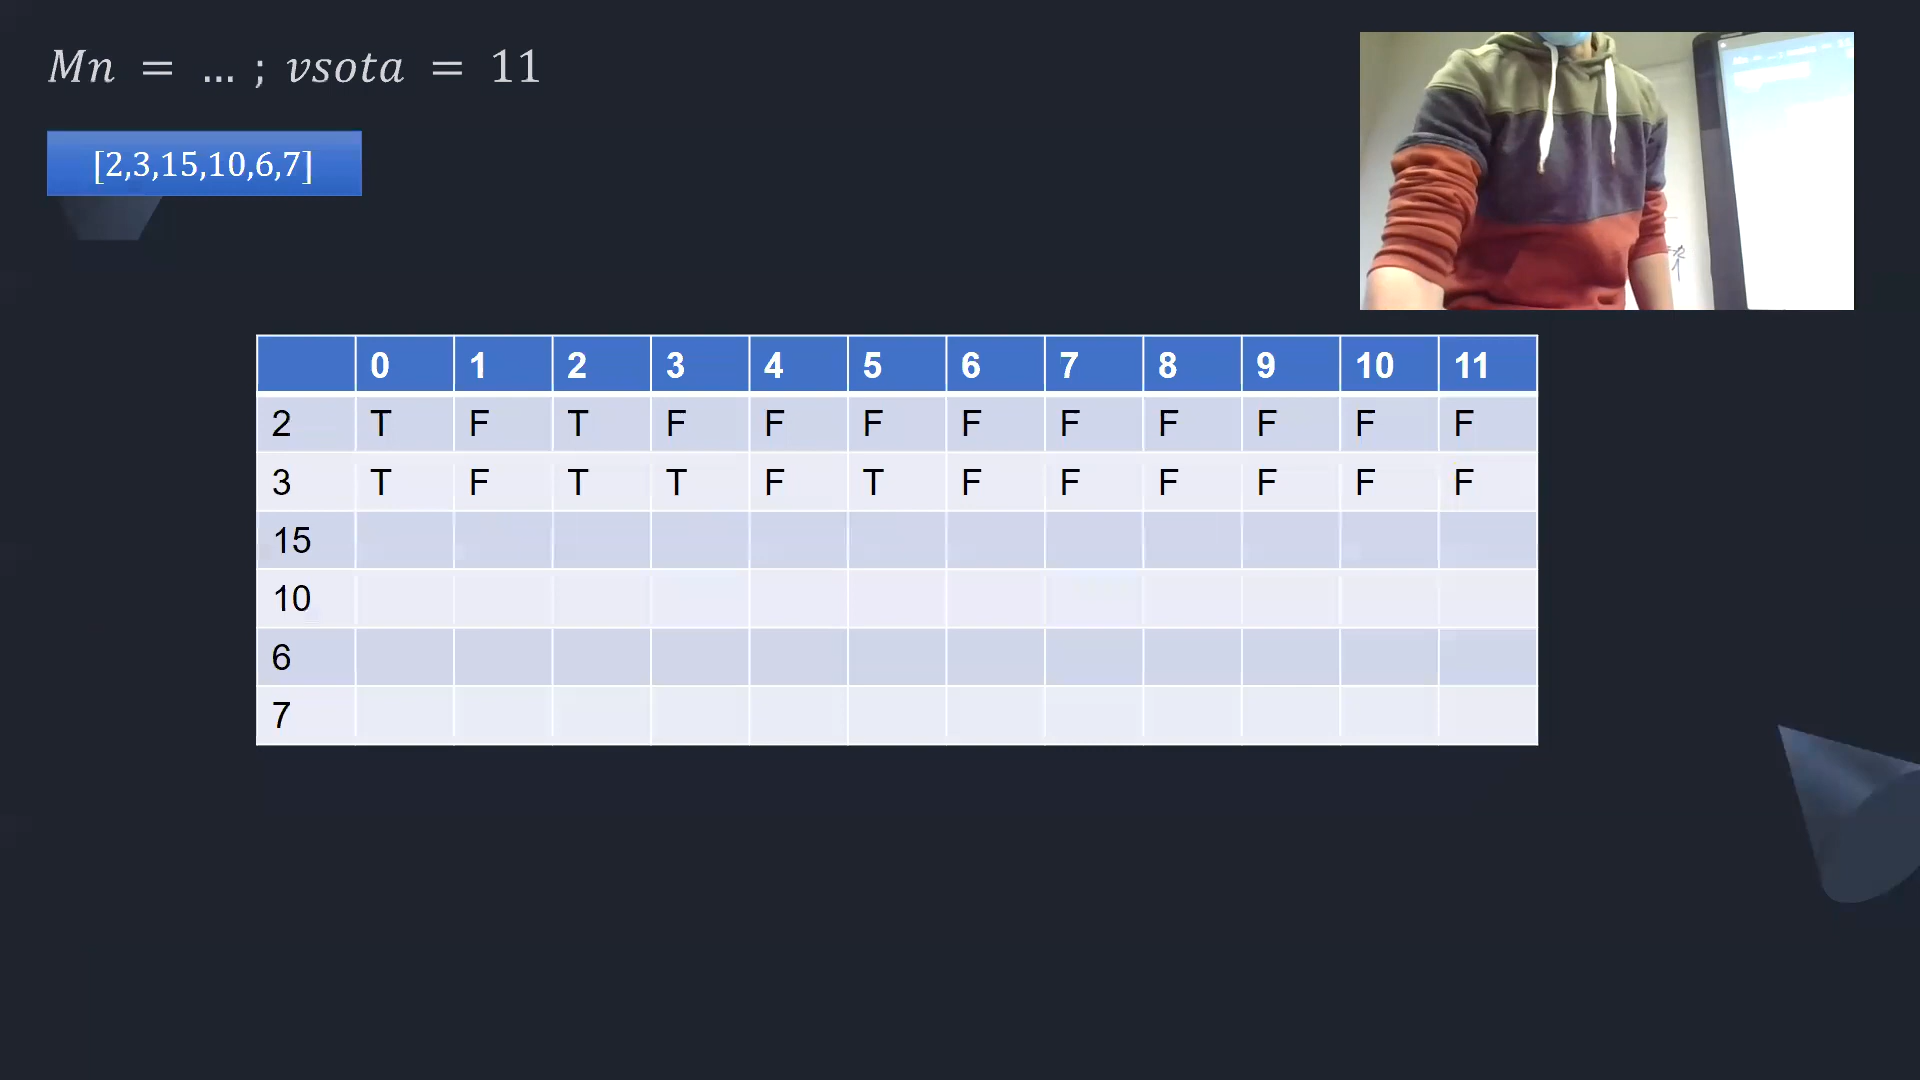 Mn = ... ; vsota = 11
[2,3,15,10,6,7]
0 1 2 3 4 5 6 7 8 9 10 11
2 T F T F F F F F F F F F
3 T F T T F T F F F F F F
15
10
6
7